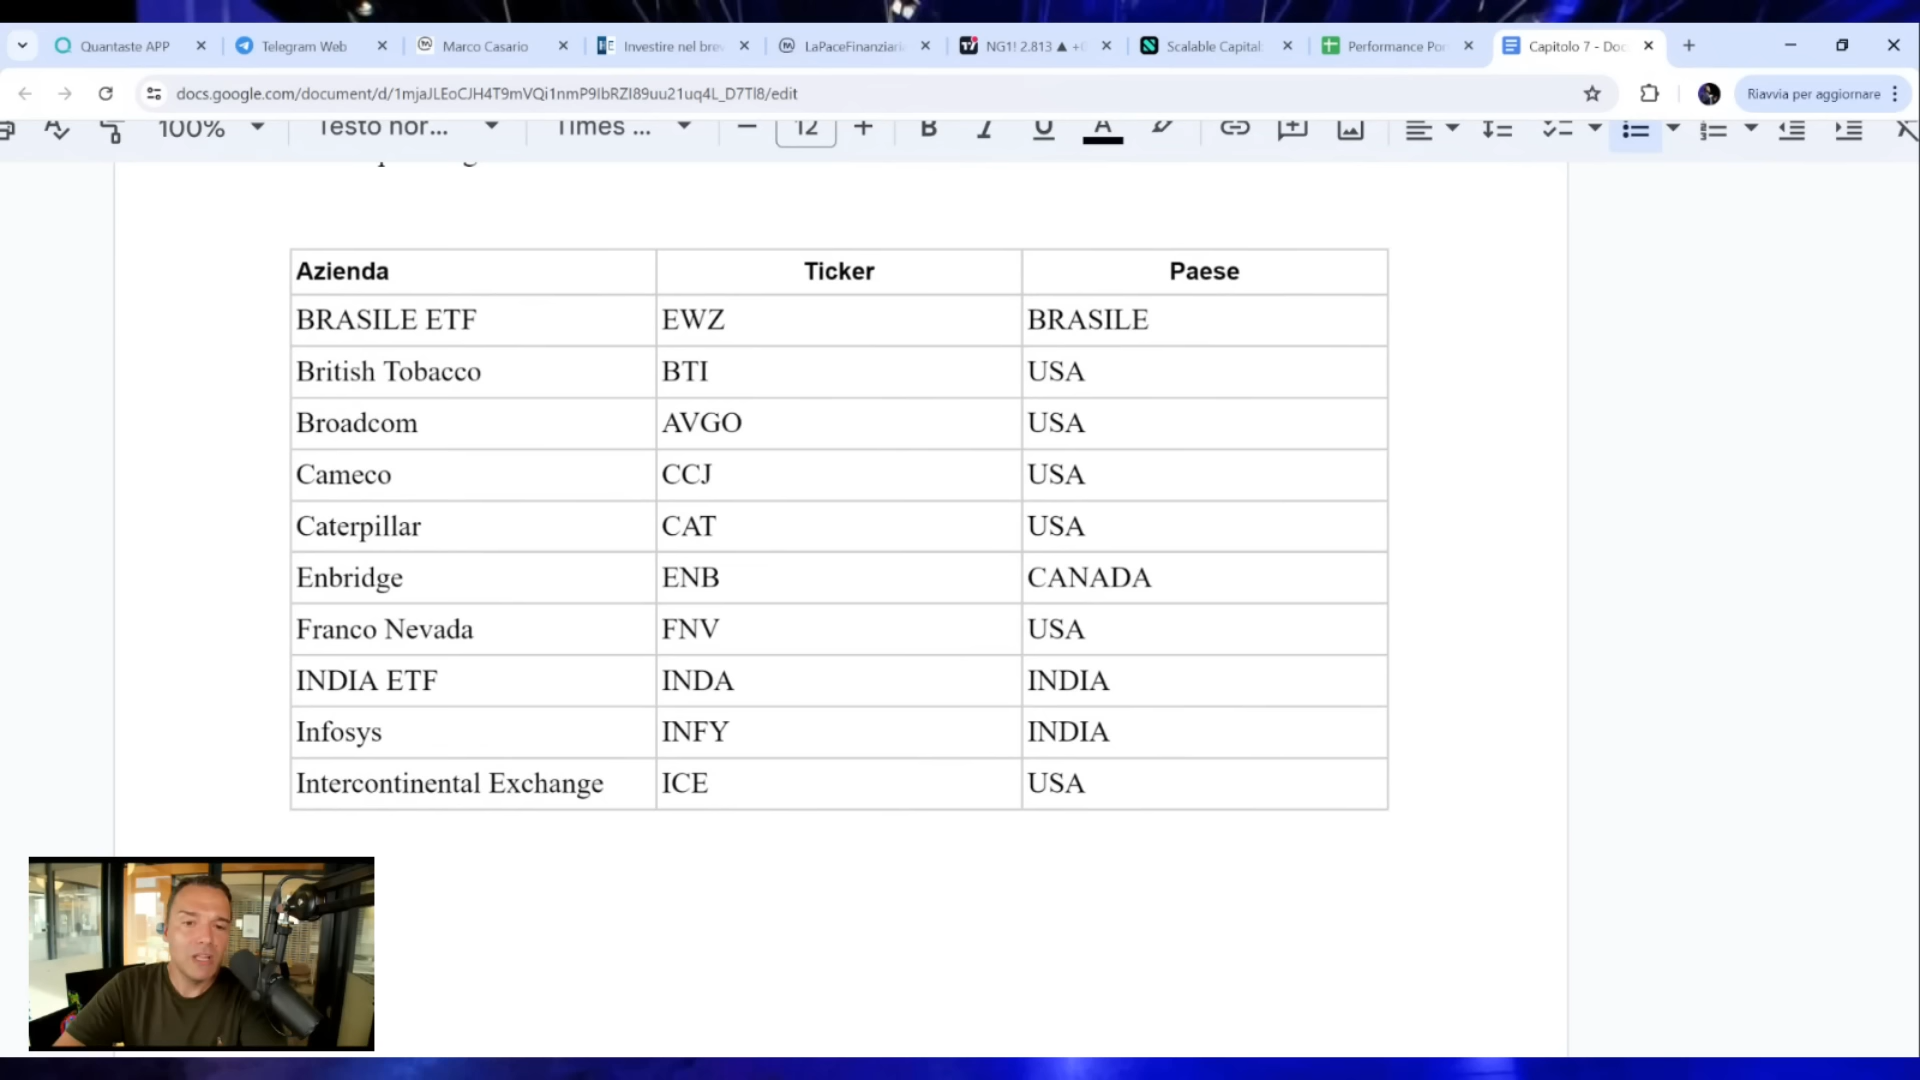 Quantaste APP
Telegram Web
Marco Casario
Investire nel brev
LaPaceFinanziari
NG1! 2.813 ▲ +0
Scalable Capital:
Performance Por
Capitolo 7 - Doc
docs.google.com/document/d/1mjaJLEoCJH4T9mVQi1nmP9IbRZI89uu21uq4L_D7TI8/edit
Riavvia per aggiornare
100%
Testo nor...
Times ...
12
Azienda Ticker Paese
BRASILE ETF EWZ BRASILE
British Tobacco BTI USA
Broadcom AVGO USA
Cameco CCJ USA
Caterpillar CAT USA
Enbridge ENB CANADA
Franco Nevada FNV USA
INDIA ETF INDA INDIA
Infosys INFY INDIA
Intercontinental Exchange ICE USA